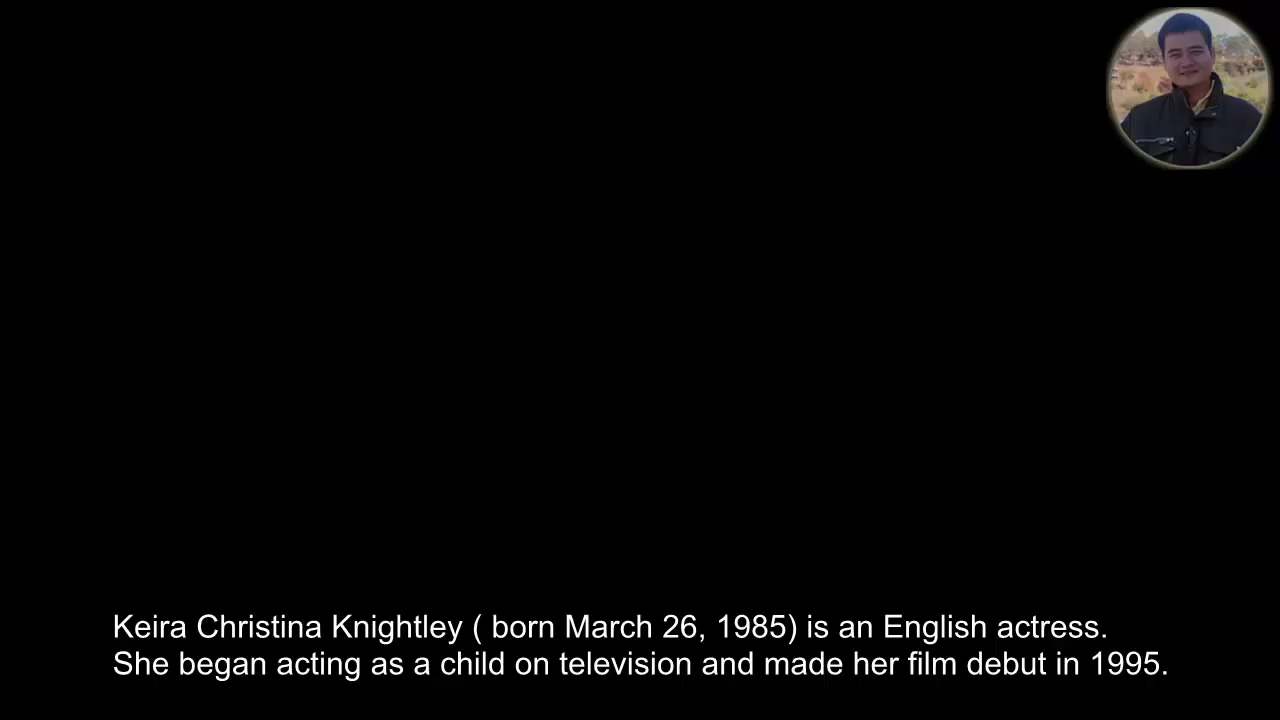 Keira Christina Knightley ( born March 26, 1985) is an English actress.
She began acting as a child on television and made her film debut in 1995.